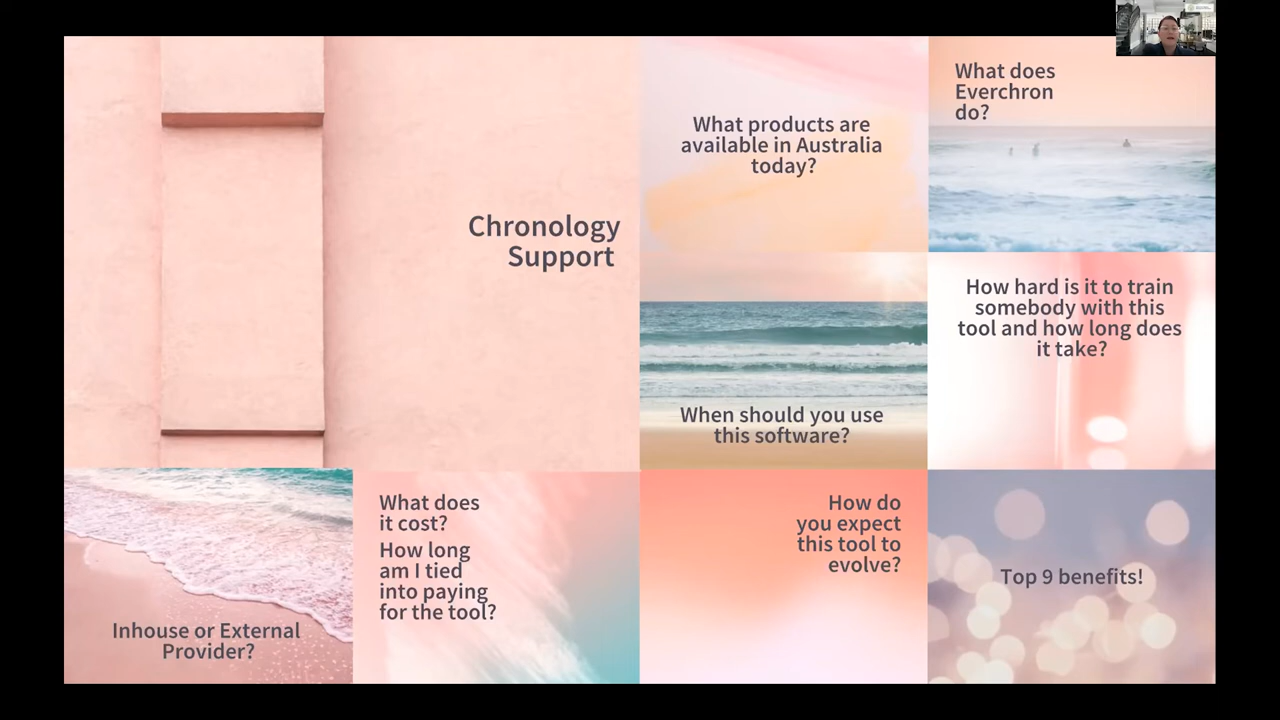 Chronology
Support
What products are
available in Australia
today?
What does
Everchron
do?
When should you use
this software?
How hard is it to train
somebody with this
tool and how long does
it take?
Inhouse or External
Provider?
What does
it cost?
How long
am I tied
into paying
for the tool?
How do
you expect
this tool to
evolve?
Top 9 benefits!